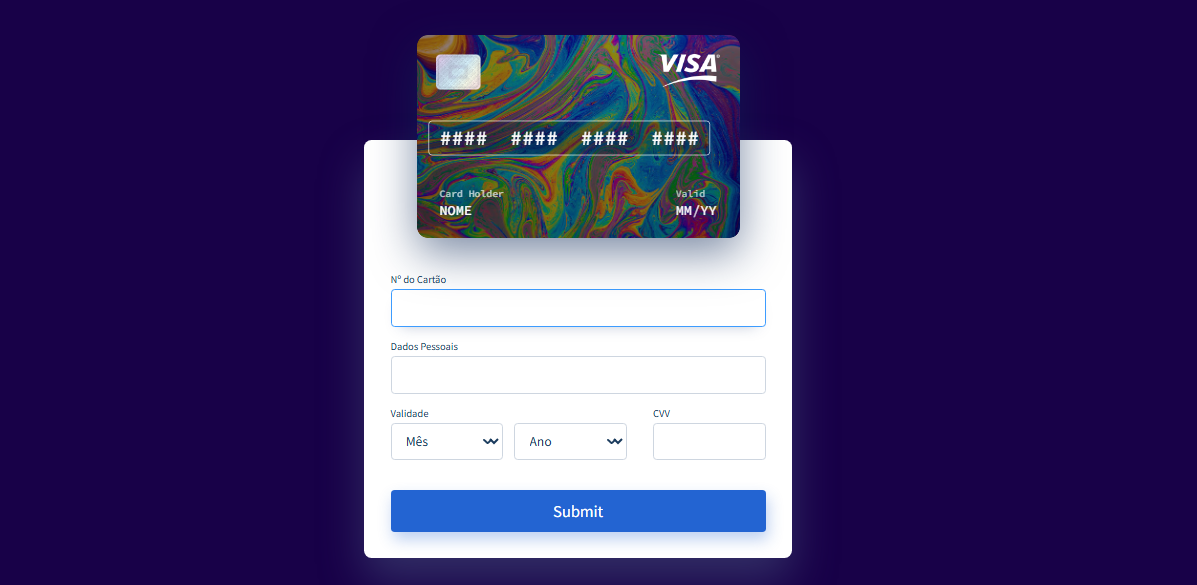 VISA
#### #### #### ####
Card Holder
Valid
NOME
MM/YY
Nº do Cartão
Dados Pessoais
Validade
CVV
Mês
Ano
Submit